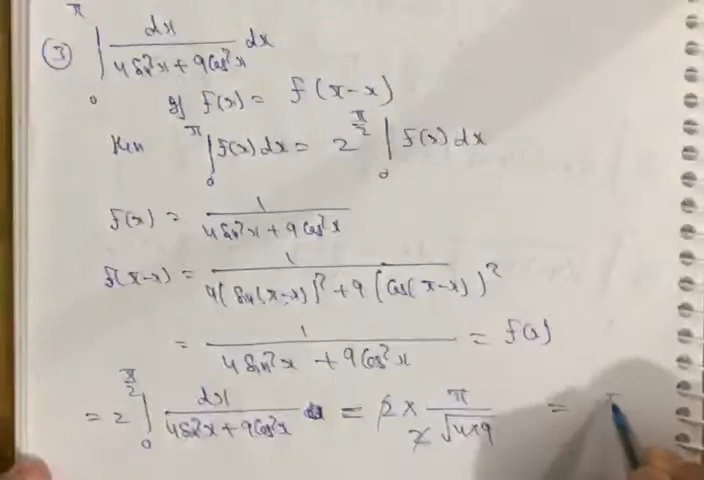 ③ ∫₀^π dx / (4Sin²x + 9Cos²x) dx
If f(x) = f(π-x)
then ∫₀^π f(x)dx = 2 ∫₀^(π/2) f(x)dx
f(x) = 1 / (4Sin²x + 9Cos²x)
f(π-x) = 1 / (4(Sin(π-x))² + 9(Cos(π-x))²)
= 1 / (4Sin²x + 9Cos²x) = f(x)
= 2 ∫₀^(π/2) dx / (4Sin²x + 9Cos²x) = 2 × π / (2√(4×9)) =